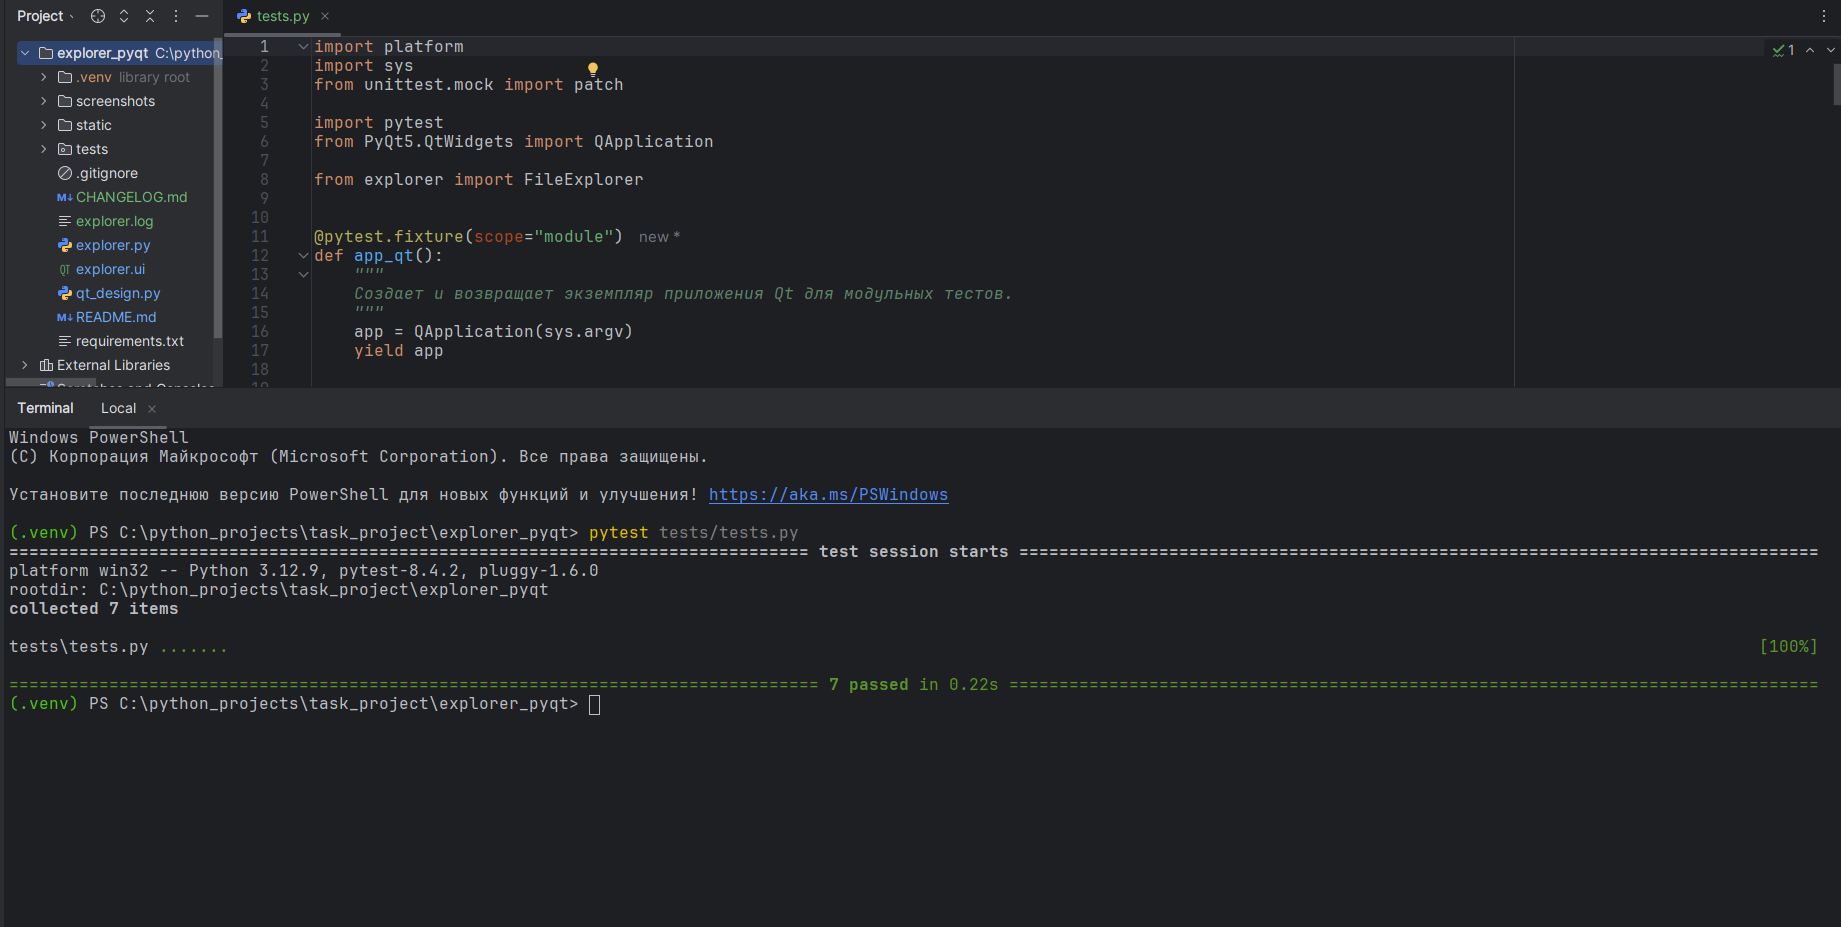 Project
tests.py
explorer_pyqt C:\python_
.venv library root
screenshots
static
tests
.gitignore
CHANGELOG.md
explorer.log
explorer.py
explorer.ui
qt_design.py
README.md
requirements.txt
External Libraries
Scratches and Consoles
1 import platform
2 import sys
3 from unittest.mock import patch
4
5 import pytest
6 from PyQt5.QtWidgets import QApplication
7
8 from explorer import FileExplorer
9
10
11 @pytest.fixture(scope="module") new *
12 def app_qt():
13 """
14 Создает и возвращает экземпляр приложения Qt для модульных тестов.
15 """
16 app = QApplication(sys.argv)
17 yield app
18
19
1
Terminal Local
Windows PowerShell
(C) Корпорация Майкрософт (Microsoft Corporation). Все права защищены.
Установите последнюю версию PowerShell для новых функций и улучшения! https://aka.ms/PSWindows
(.venv) PS C:\python_projects\task_project\explorer_pyqt> pytest tests/tests.py
================================================================================ test session starts ================================================================================
platform win32 -- Python 3.12.9, pytest-8.4.2, pluggy-1.6.0
rootdir: C:\python_projects\task_project\explorer_pyqt
collected 7 items
tests\tests.py ....... [100%]
================================================================================= 7 passed in 0.22s =================================================================================
(.venv) PS C:\python_projects\task_project\explorer_pyqt>